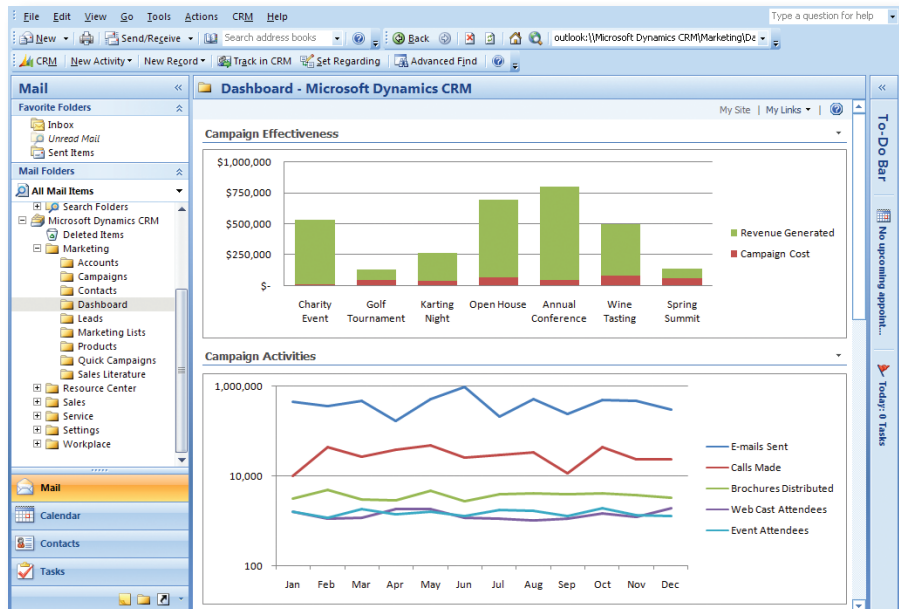 File Edit View Go Tools Actions CRM Help Type a question for help
New Send/Receive Search address books Back outlook:\\Microsoft Dynamics CRM\Marketing\Da
CRM New Activity New Record Track in CRM Set Regarding Advanced Find
Mail «
Favorite Folders
Inbox
Unread Mail
Sent Items
Mail Folders
All Mail Items
Search Folders
Microsoft Dynamics CRM
Deleted Items
Marketing
Accounts
Campaigns
Contacts
Dashboard
Leads
Marketing Lists
Products
Quick Campaigns
Sales Literature
Resource Center
Sales
Service
Settings
Workplace
Mail
Calendar
Contacts
Tasks
Dashboard - Microsoft Dynamics CRM
My Site | My Links |
Campaign Effectiveness
$1,000,000
$750,000
$500,000
$250,000
$-
Charity Event
Golf Tournament
Karting Night
Open House
Annual Conference
Wine Tasting
Spring Summit
Revenue Generated
Campaign Cost
Campaign Activities
1,000,000
10,000
100
Jan Feb Mar Apr May Jun Jul Aug Sep Oct Nov Dec
E-mails Sent
Calls Made
Brochures Distributed
Web Cast Attendees
Event Attendees
«
To-Do Bar
No upcoming appoint...
Today: 0 Tasks